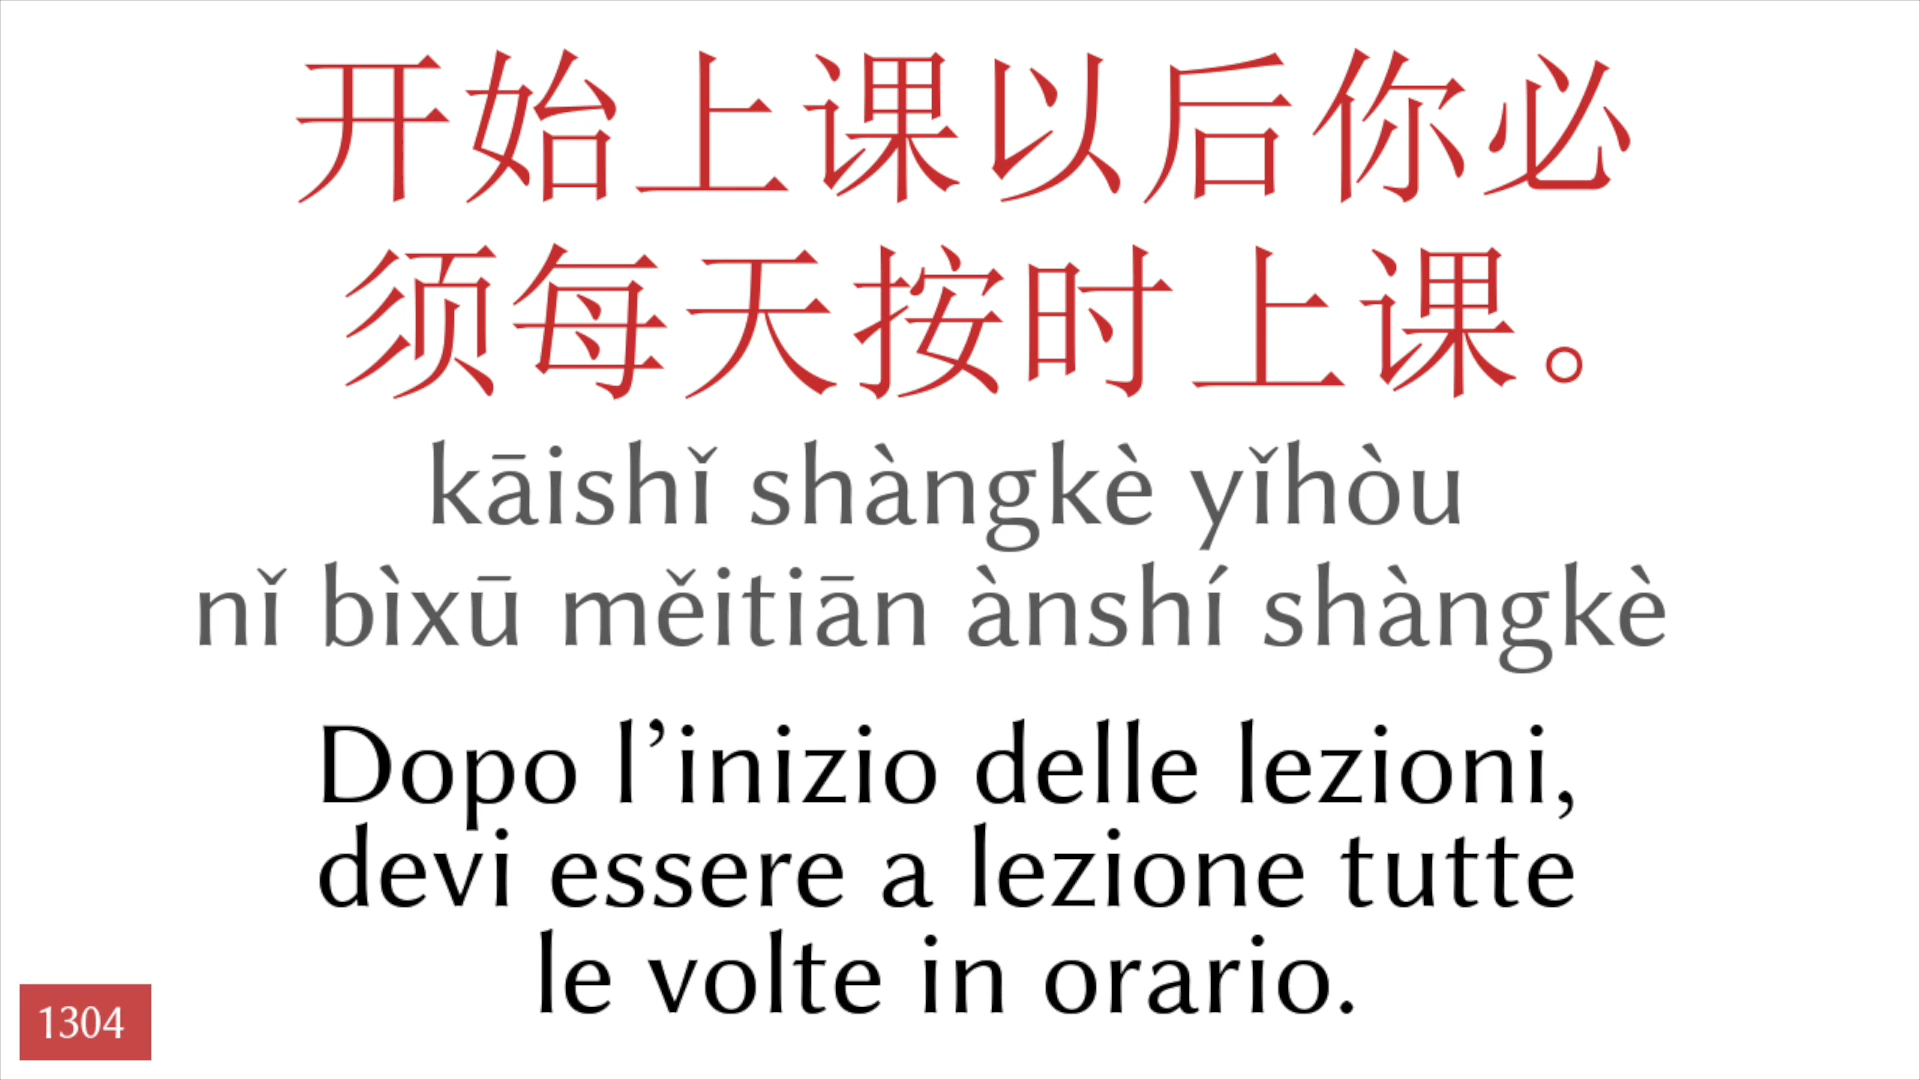 开始上课以后你必
须每天按时上课。
kāishǐ shàngkè yǐhòu
nǐ bìxū měitiān ànshí shàngkè
Dopo l’inizio delle lezioni,
devi essere a lezione tutte
le volte in orario.
1304